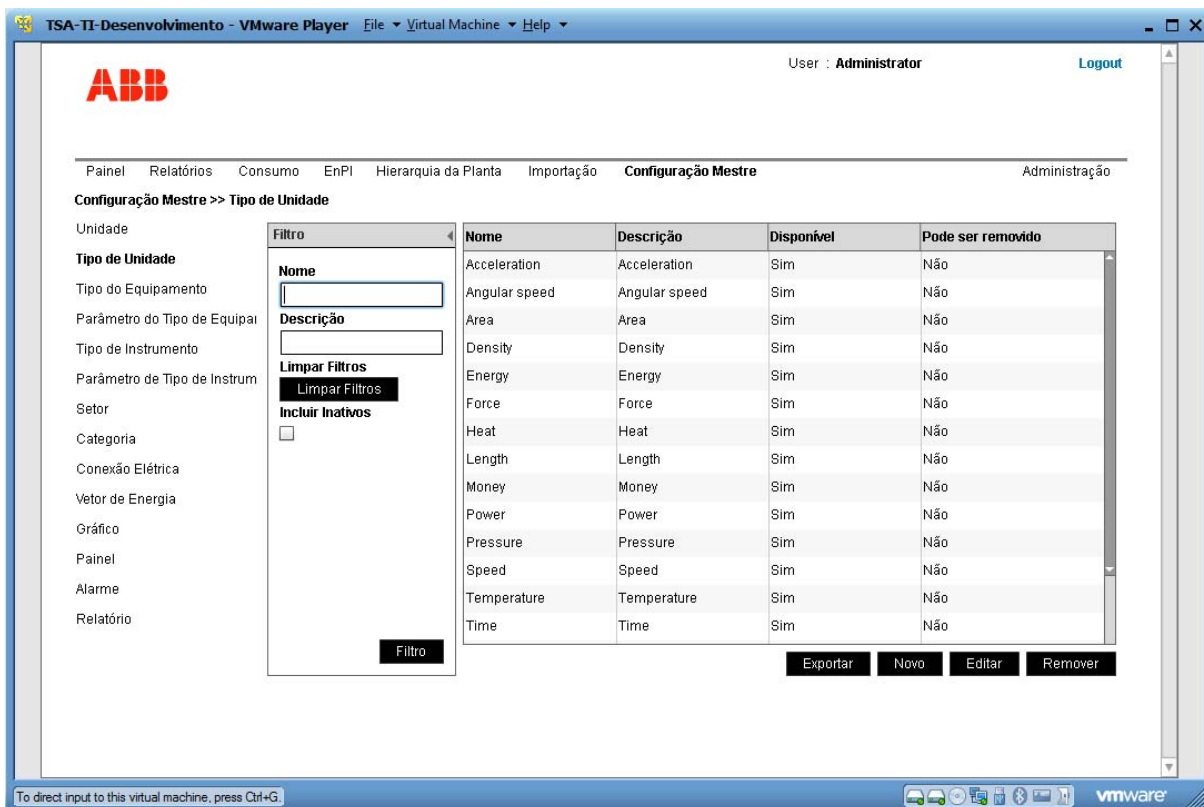 TSA-TI-Desenvolvimento - VMware Player File Virtual Machine Help
ABB
User : Administrator Logout
Painel Relatórios Consumo EnPI Hierarquia da Planta Importação Configuração Mestre Administração
Configuração Mestre >> Tipo de Unidade
Unidade
Tipo de Unidade
Tipo do Equipamento
Parâmetro do Tipo de Equipar
Tipo de Instrumento
Parâmetro de Tipo de Instrum
Setor
Categoria
Conexão Elétrica
Vetor de Energia
Gráfico
Painel
Alarme
Relatório
Filtro
Nome
Descrição
Limpar Filtros
Limpar Filtros
Incluir Inativos
Filtro
Nome Descrição Disponível Pode ser removido
Acceleration Acceleration Sim Não
Angular speed Angular speed Sim Não
Area Area Sim Não
Density Density Sim Não
Energy Energy Sim Não
Force Force Sim Não
Heat Heat Sim Não
Length Length Sim Não
Money Money Sim Não
Power Power Sim Não
Pressure Pressure Sim Não
Speed Speed Sim Não
Temperature Temperature Sim Não
Time Time Sim Não
Exportar Novo Editar Remover
To direct input to this virtual machine, press Ctrl+G.
vmware